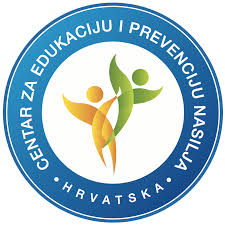 CENTAR ZA EDUKACIJU I PREVENCIJU NASILJA
· HRVATSKA ·